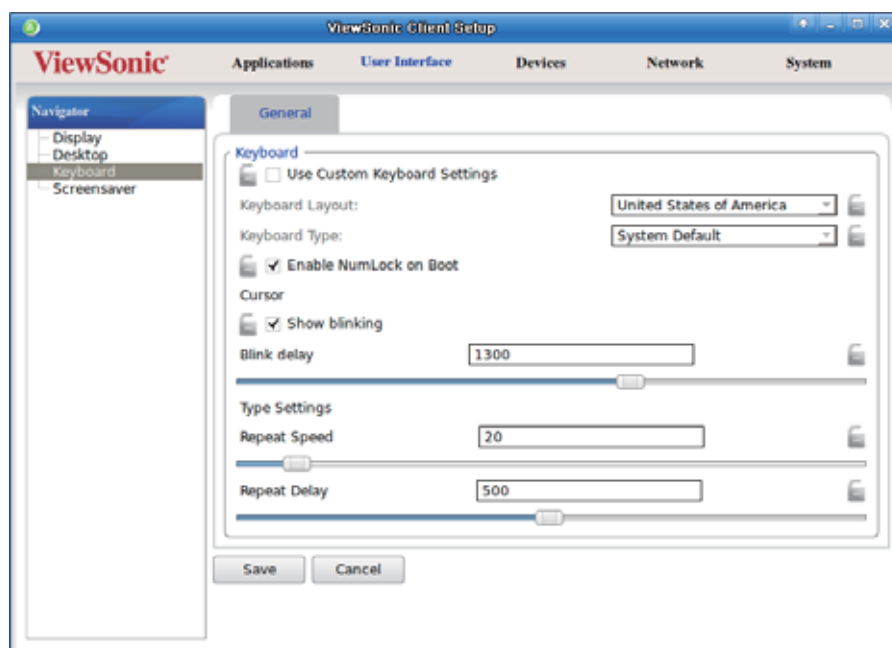 ViewSonic Client Setup
ViewSonic®
Applications User Interface Devices Network System
Navigator
Display
Desktop
Keyboard
Screensaver
General
Keyboard
Use Custom Keyboard Settings
Keyboard Layout: United States of America
Keyboard Type: System Default
Enable NumLock on Boot
Cursor
Show blinking
Blink delay 1300
Type Settings
Repeat Speed 20
Repeat Delay 500
Save Cancel